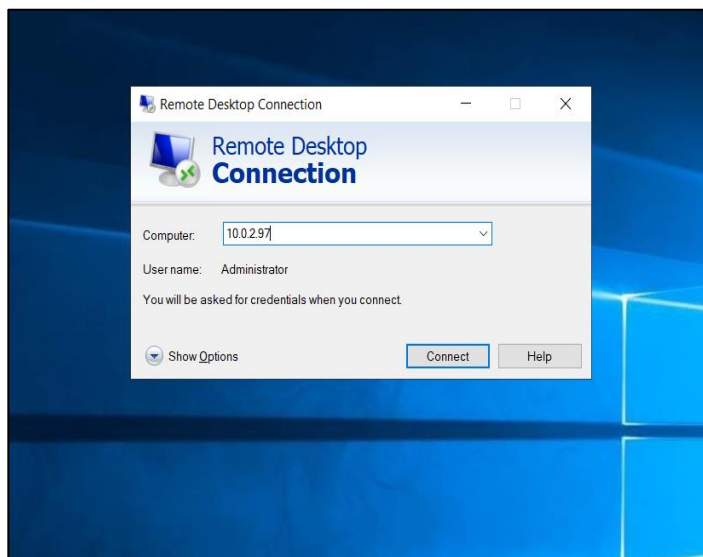 Remote Desktop Connection
Remote Desktop
Connection
Computer: 10.0.2.97
User name: Administrator
You will be asked for credentials when you connect.
Show Options Connect Help